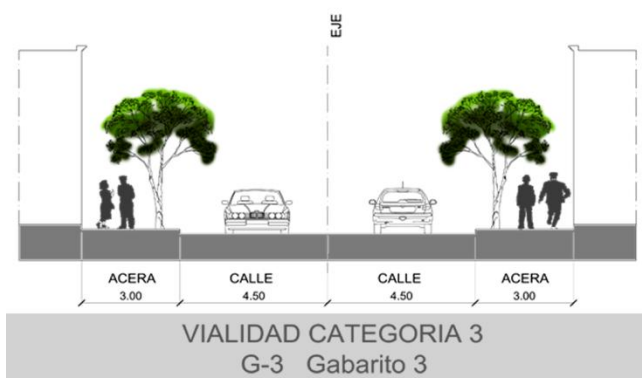 EJE
ACERA CALLE CALLE ACERA
3.00 4.50 4.50 3.00
VIALIDAD CATEGORIA 3
G-3 Gabarito 3